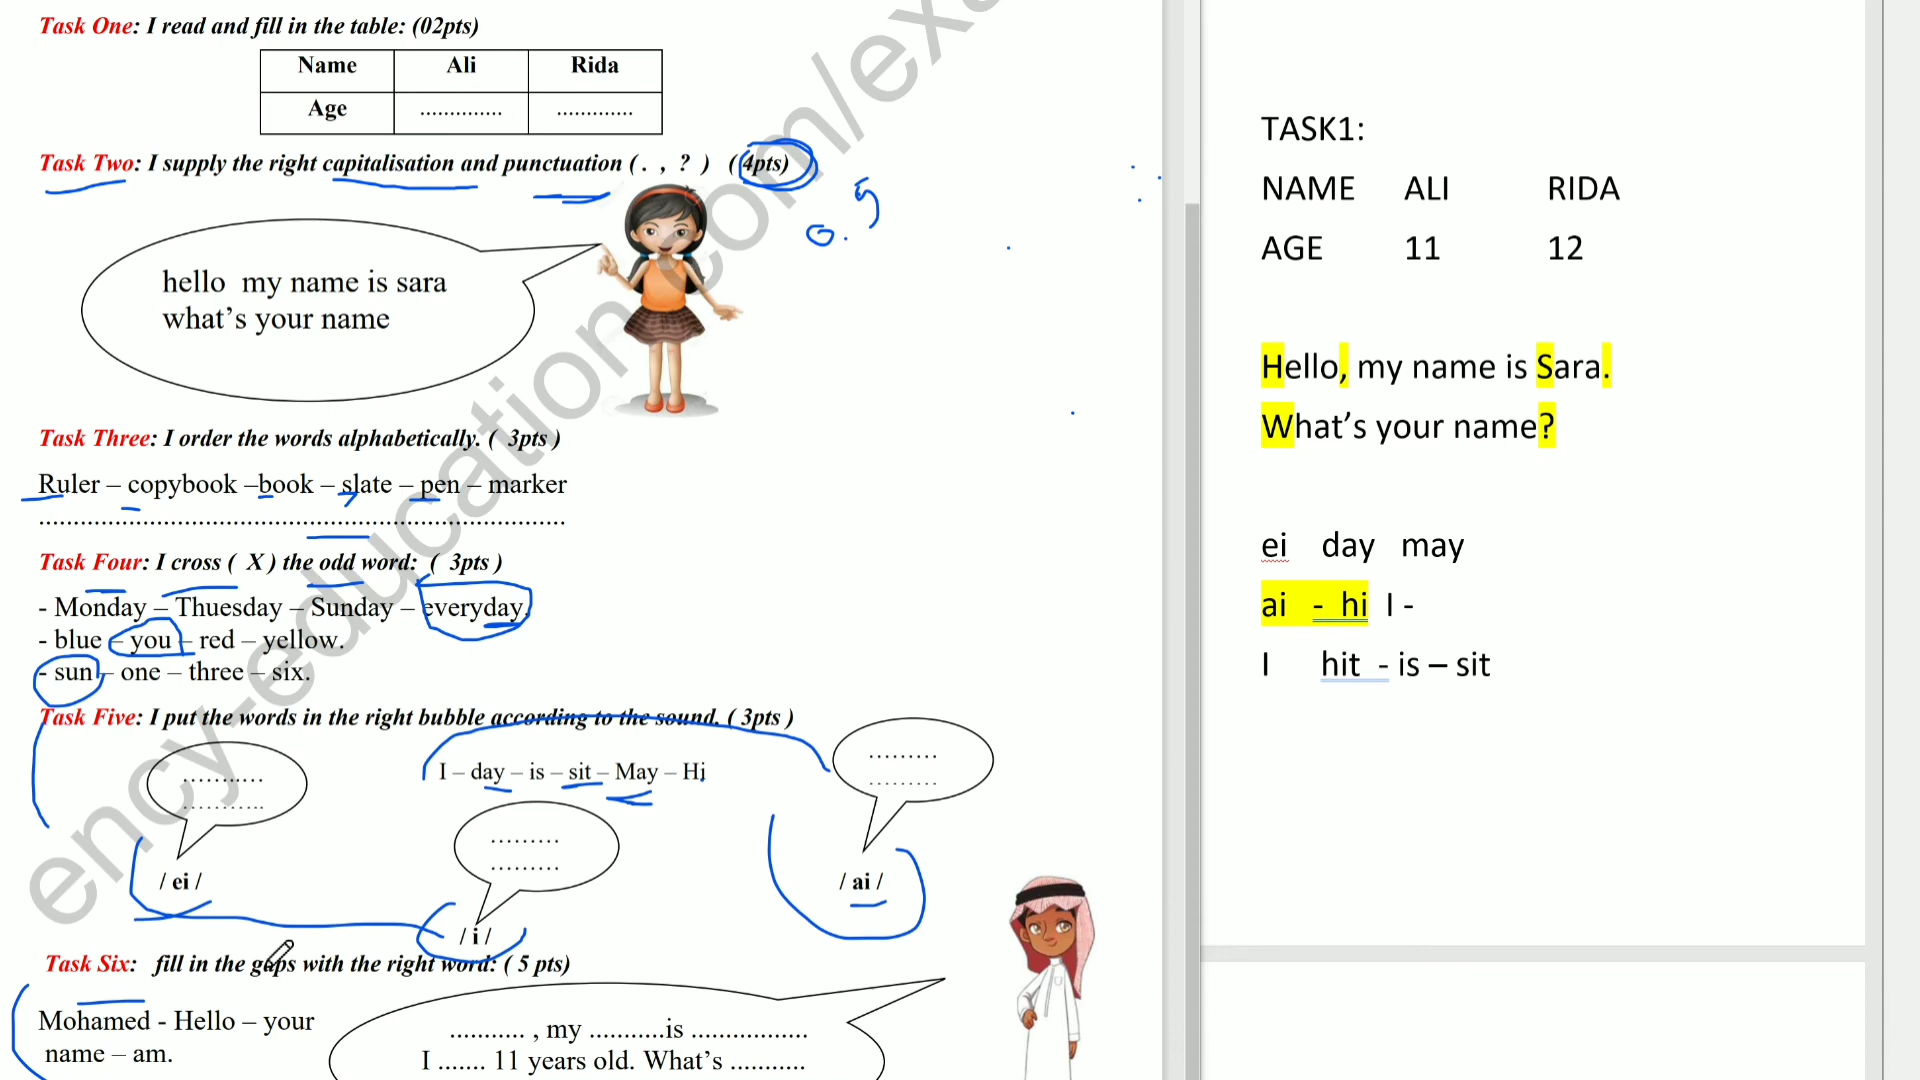 Task One: I read and fill in the table: (02pts)
Name Ali Rida
Age ............. .............
Task Two: I supply the right capitalisation and punctuation ( . , ? ) (4pts)
0.5
hello my name is sara
what’s your name
Task Three: I order the words alphabetically. ( 3pts )
Ruler – copybook –book – slate – pen – marker
............................................................................
Task Four: I cross ( X ) the odd word: ( 3pts )
- Monday – Thuesday – Sunday – everyday.
- blue – you – red – yellow.
- sun – one – three – six.
Task Five: I put the words in the right bubble according to the sound. ( 3pts )
I – day – is – sit – May – Hi
/ ei /
/ i /
/ ai /
Task Six: fill in the gaps with the right word: ( 5 pts)
Mohamed - Hello – your
name – am.
........... , my ...........is .................
I ....... 11 years old. What’s ...........
ency-education.com/exa
TASK1:
NAME ALI RIDA
AGE 11 12
Hello, my name is Sara.
What’s your name?
ei day may
ai - hi I -
I hit - is – sit